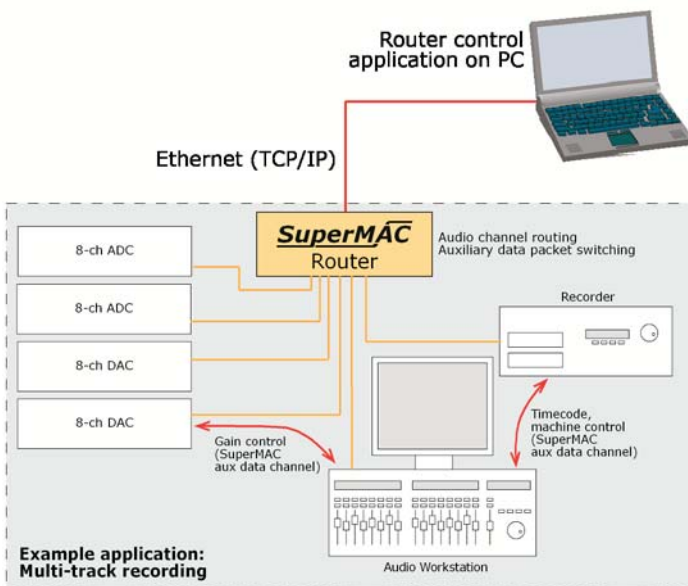 Router control
application on PC
Ethernet (TCP/IP)
SuperMAC
Router
Audio channel routing
Auxiliary data packet switching
8-ch ADC
8-ch ADC
8-ch DAC
8-ch DAC
Recorder
Gain control
(SuperMAC
aux data channel)
Timecode,
machine control
(SuperMAC
aux data channel)
Audio Workstation
Example application:
Multi-track recording